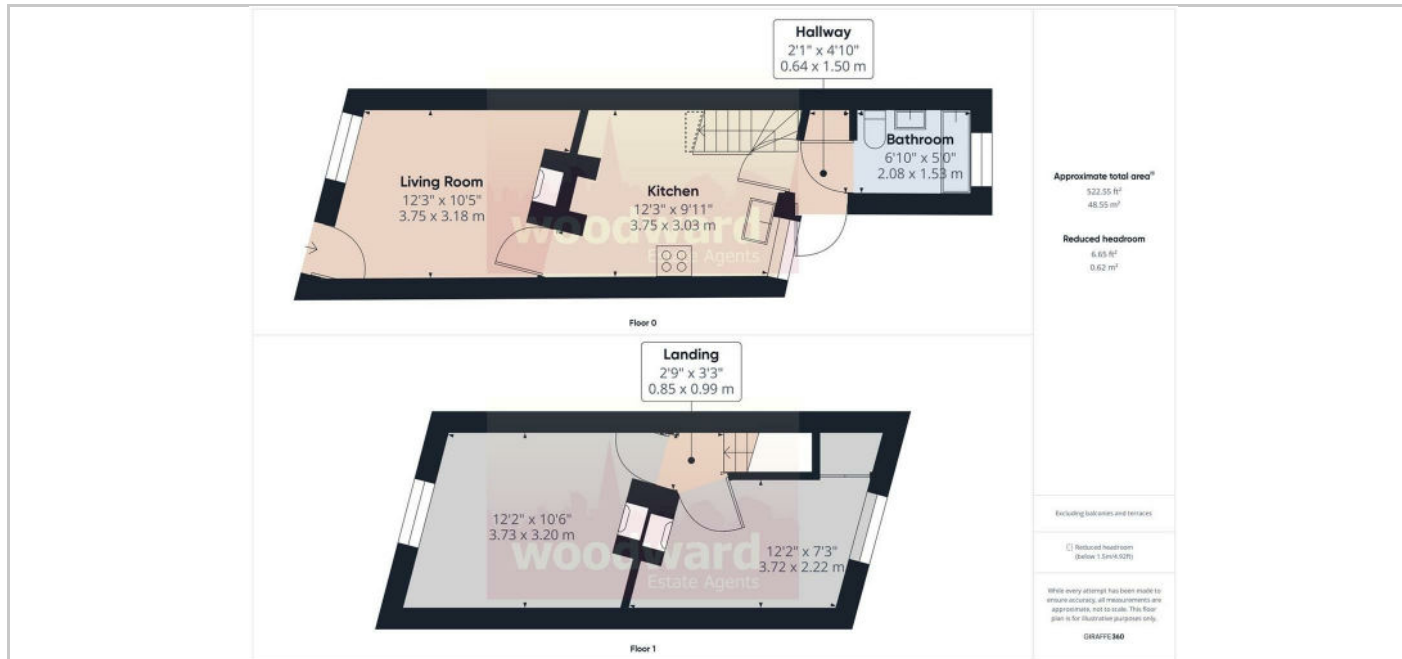 Hallway
2'1" x 4'10"
0.64 x 1.50 m
Living Room
12'3" x 10'5"
3.75 x 3.18 m
Kitchen
12'3" x 9'11"
3.75 x 3.03 m
Bathroom
6'10" x 5'0"
2.08 x 1.53 m
woodward
Estate Agents
Floor 0
Landing
2'9" x 3'3"
0.85 x 0.99 m
12'2" x 10'6"
3.73 x 3.20 m
12'2" x 7'3"
3.72 x 2.22 m
woodward
Estate Agents
Floor 1
Approximate total area⁽¹⁾
522.55 ft²
48.55 m²
Reduced headroom
6.65 ft²
0.62 m²
Excluding balconies and terraces
Reduced headroom
(below 1.5m/4.92ft)
While every attempt has been made to
ensure accuracy, all measurements are
approximate, not to scale. This floor
plan is for illustrative purposes only.
GIRAFFE360